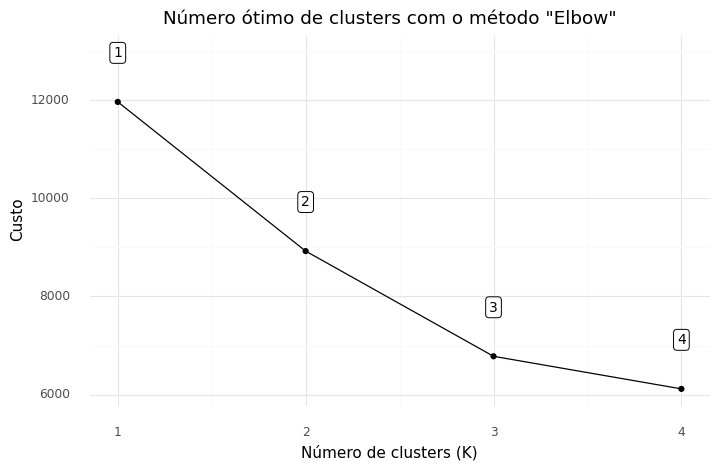 Número ótimo de clusters com o método "Elbow"
1
12000
2
10000
Custo
8000
3
4
6000
1 2 3 4
Número de clusters (K)